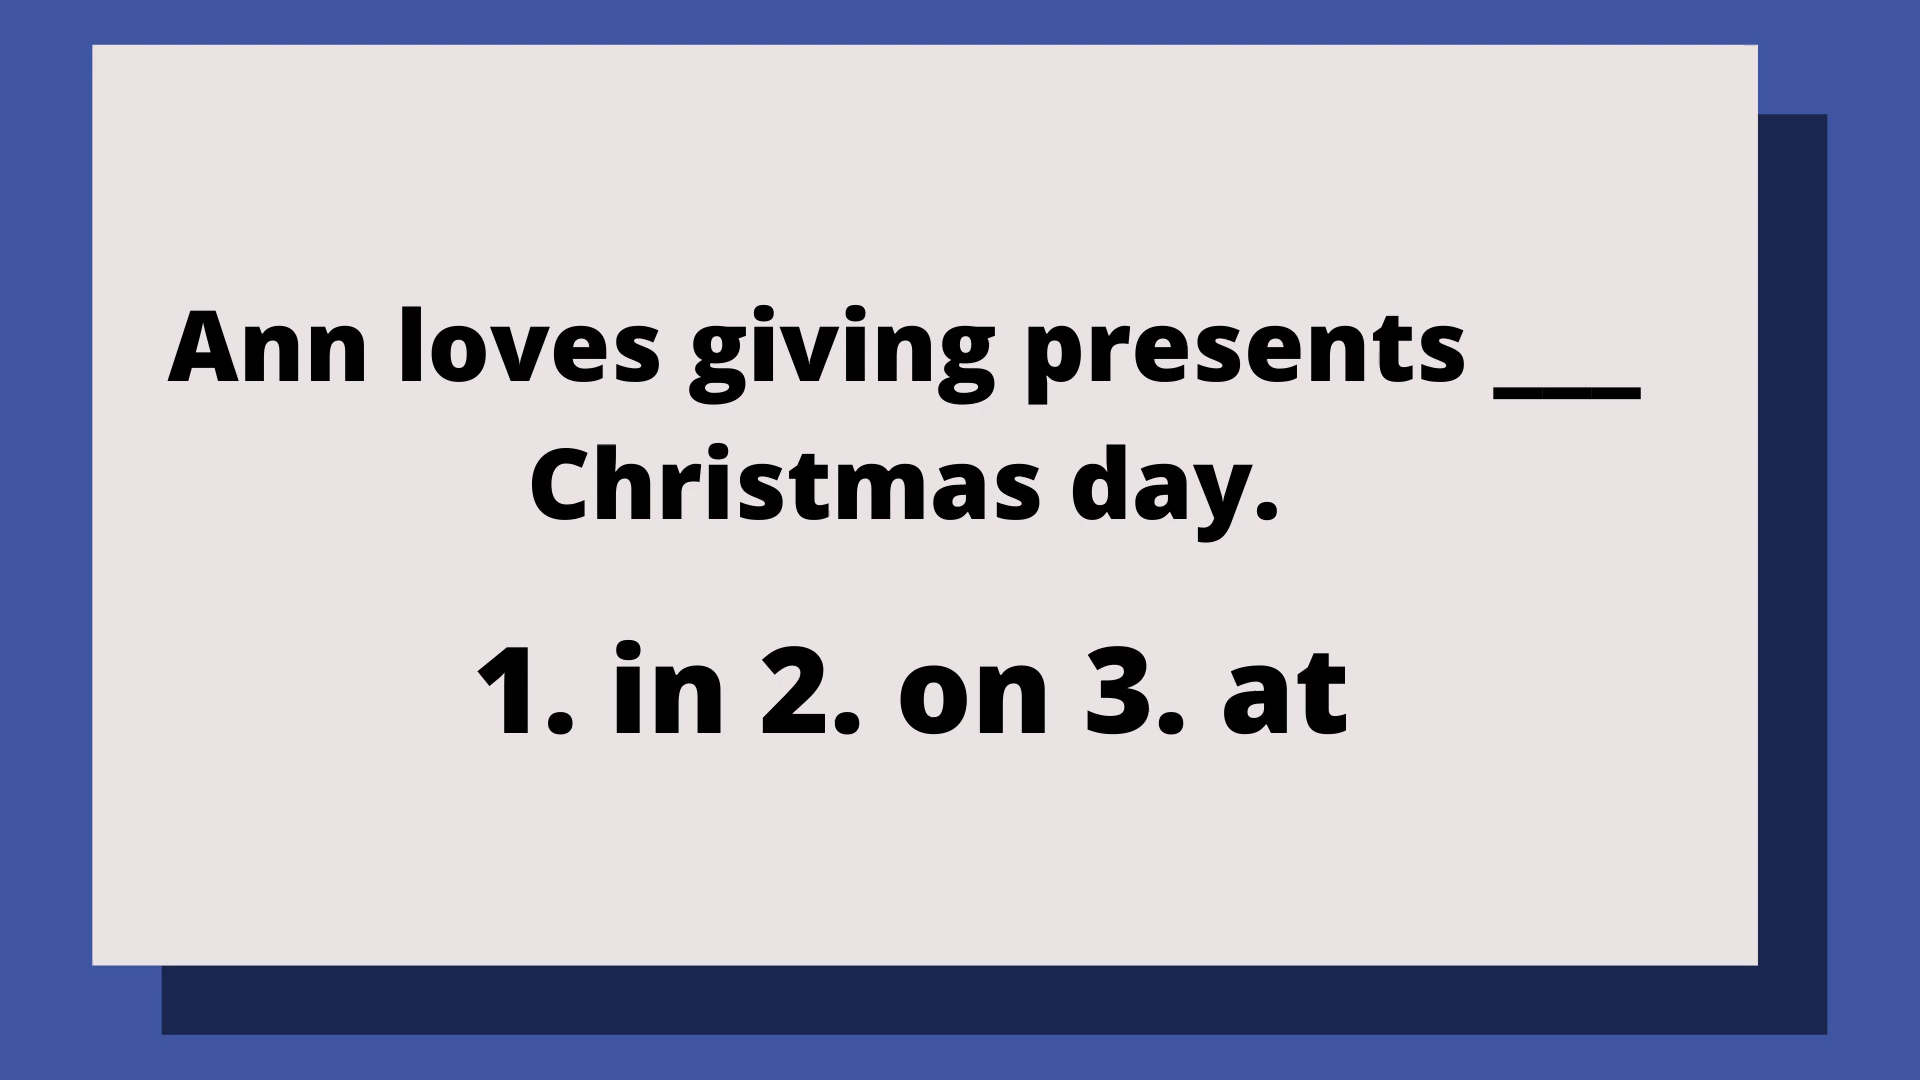 Ann loves giving presents ___
Christmas day.
1. in 2. on 3. at